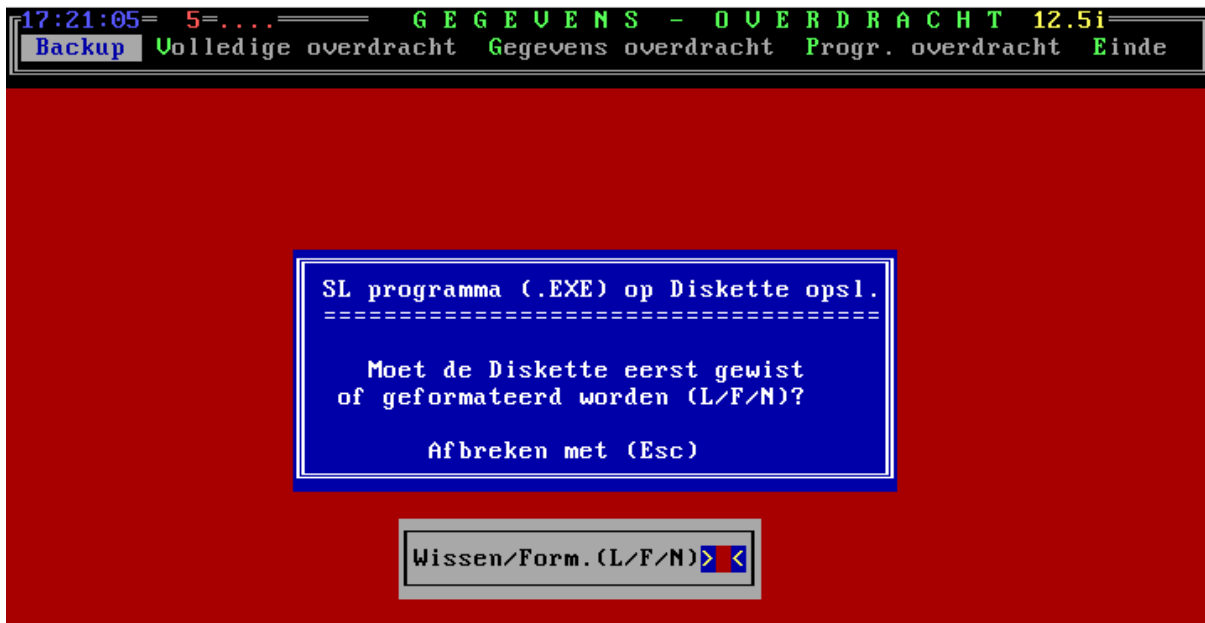 17:21:05= 5=....= G E G E V E N S - O V E R D R A C H T 12.5i=
Backup Volledige overdracht Gegevens overdracht Progr. overdracht Einde
SL programma (.EXE) op Diskette opsl.
=====================================
Moet de Diskette eerst gewist
of geformateerd worden (L/F/N)?
Afbreken met (Esc)
Wissen/Form.(L/F/N)> <